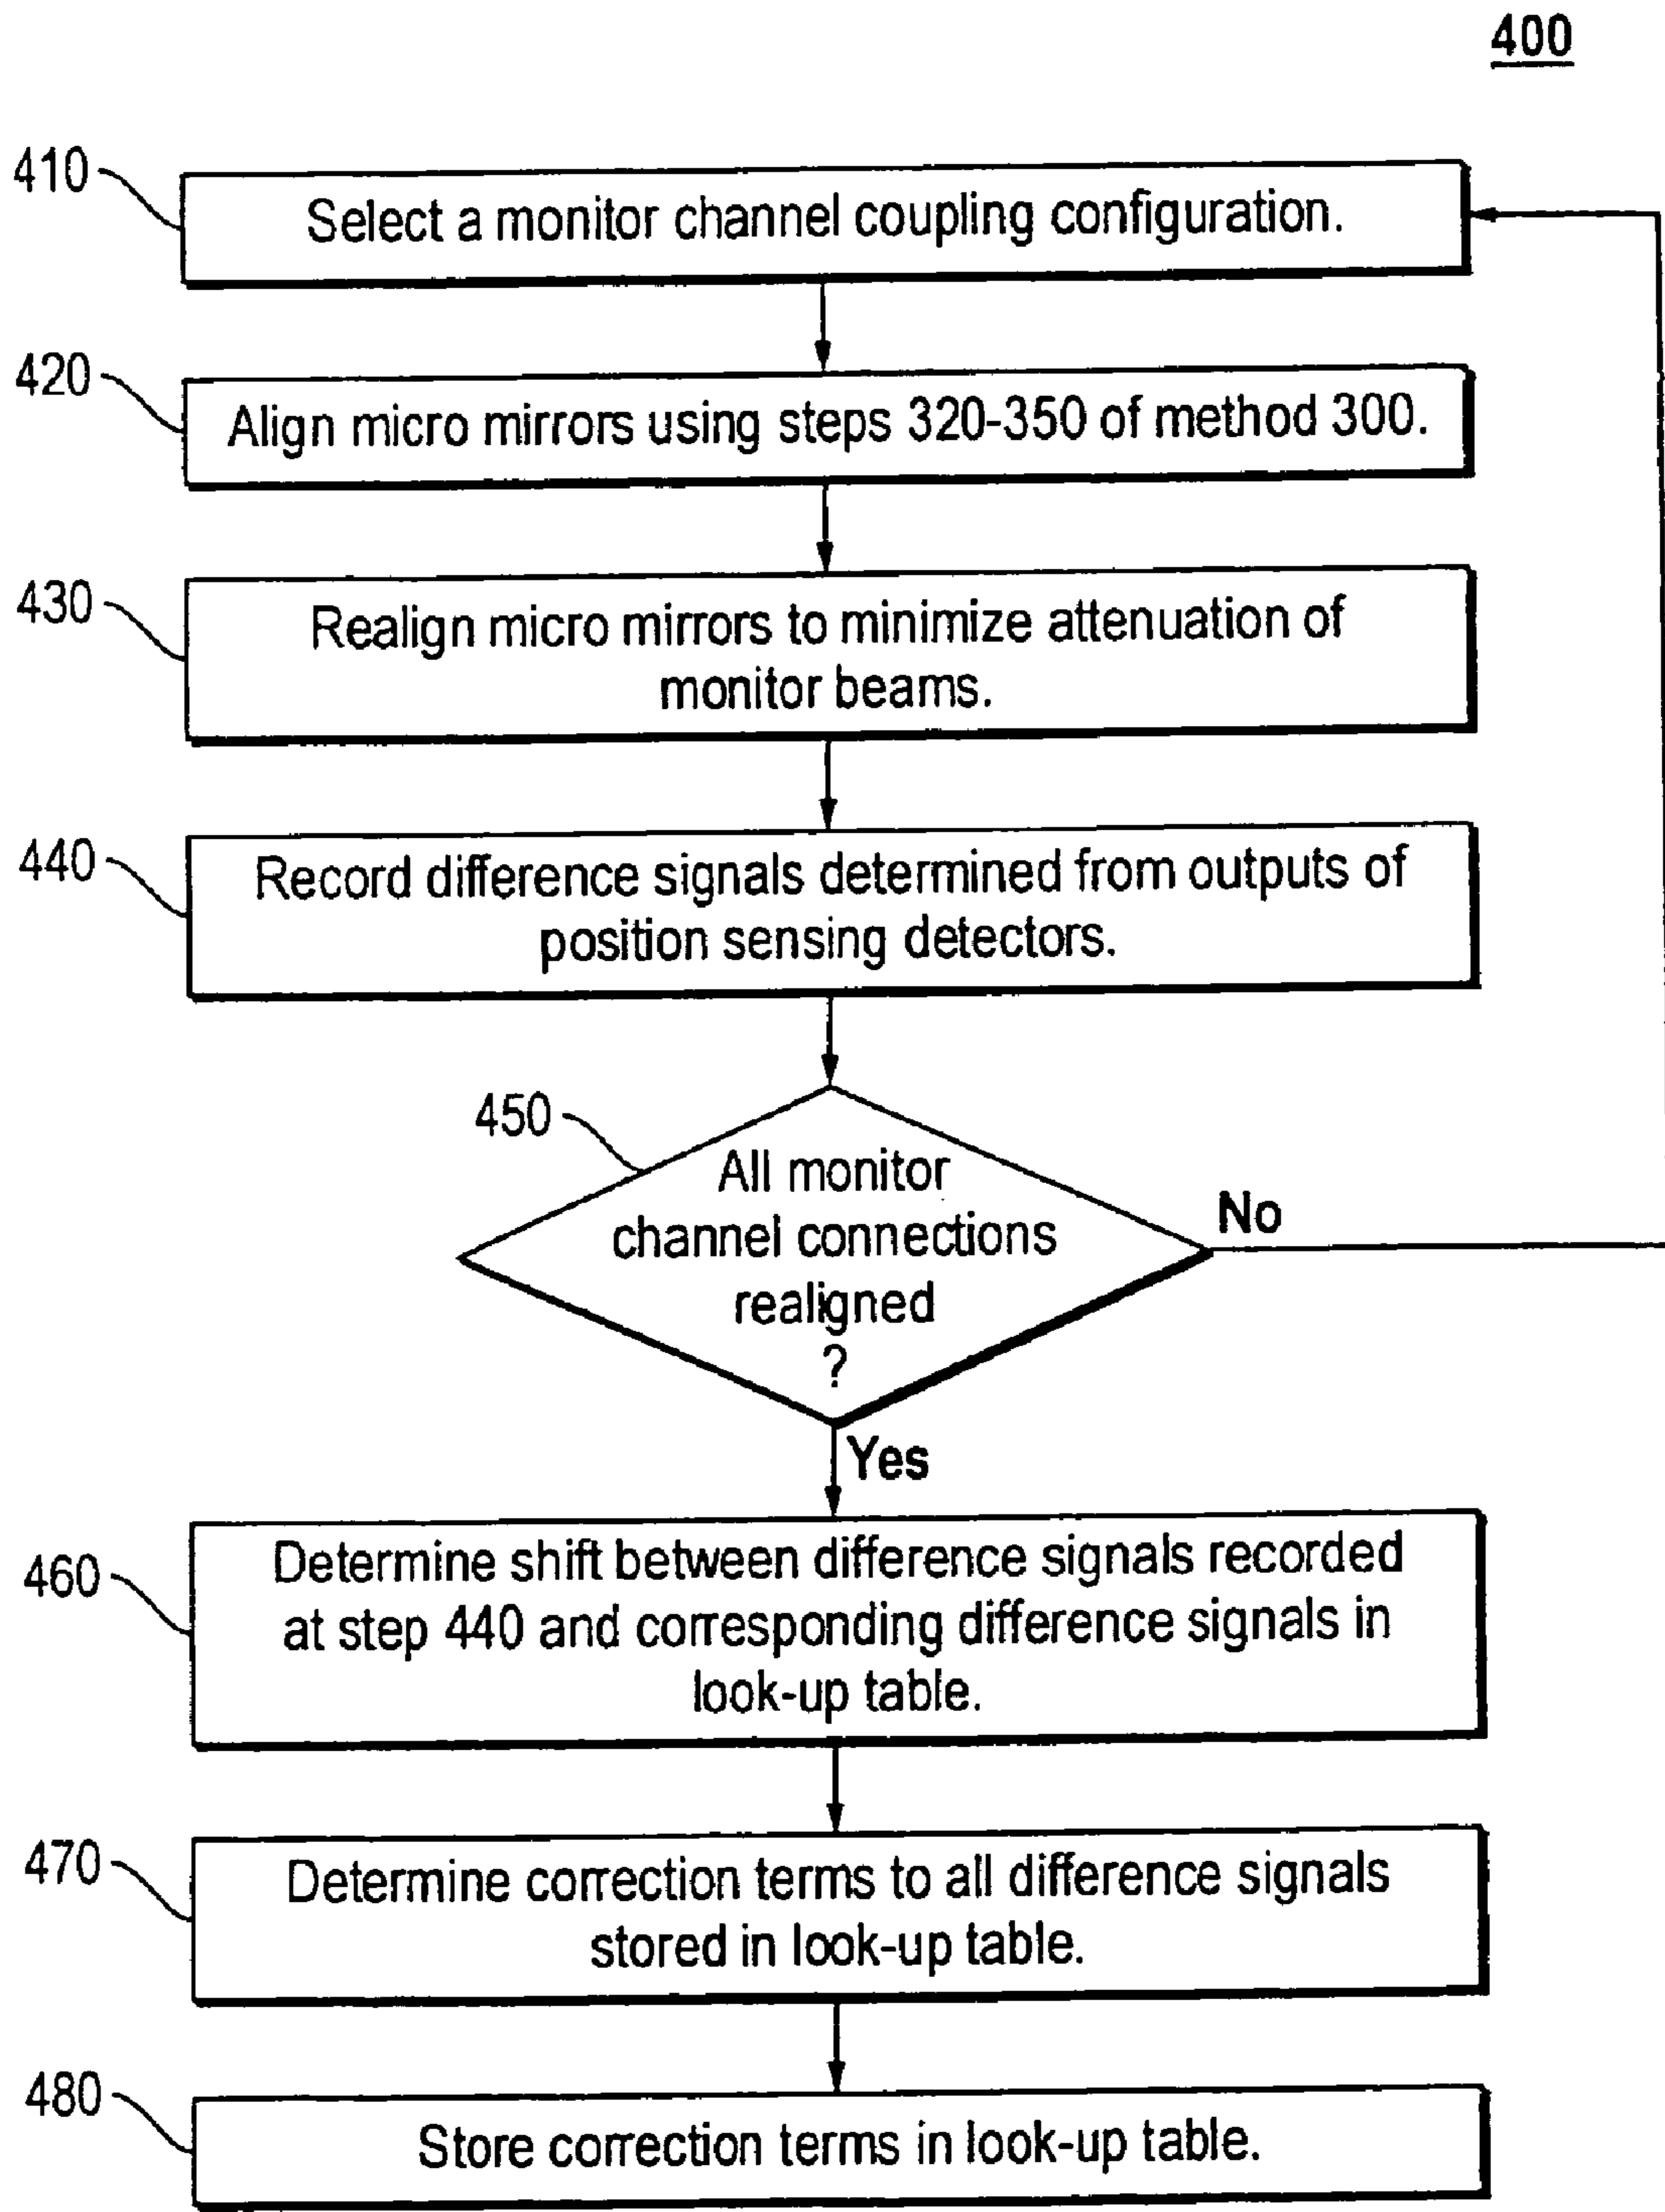 400
410
Select a monitor channel coupling configuration.
420
Align micro mirrors using steps 320-350 of method 300.
430
Realign micro mirrors to minimize attenuation of
monitor beams.
440
Record difference signals determined from outputs of
position sensing detectors.
450
All monitor
channel connections
realigned
?
No
Yes
460
Determine shift between difference signals recorded
at step 440 and corresponding difference signals in
look-up table.
470
Determine correction terms to all difference signals
stored in look-up table.
480
Store correction terms in look-up table.